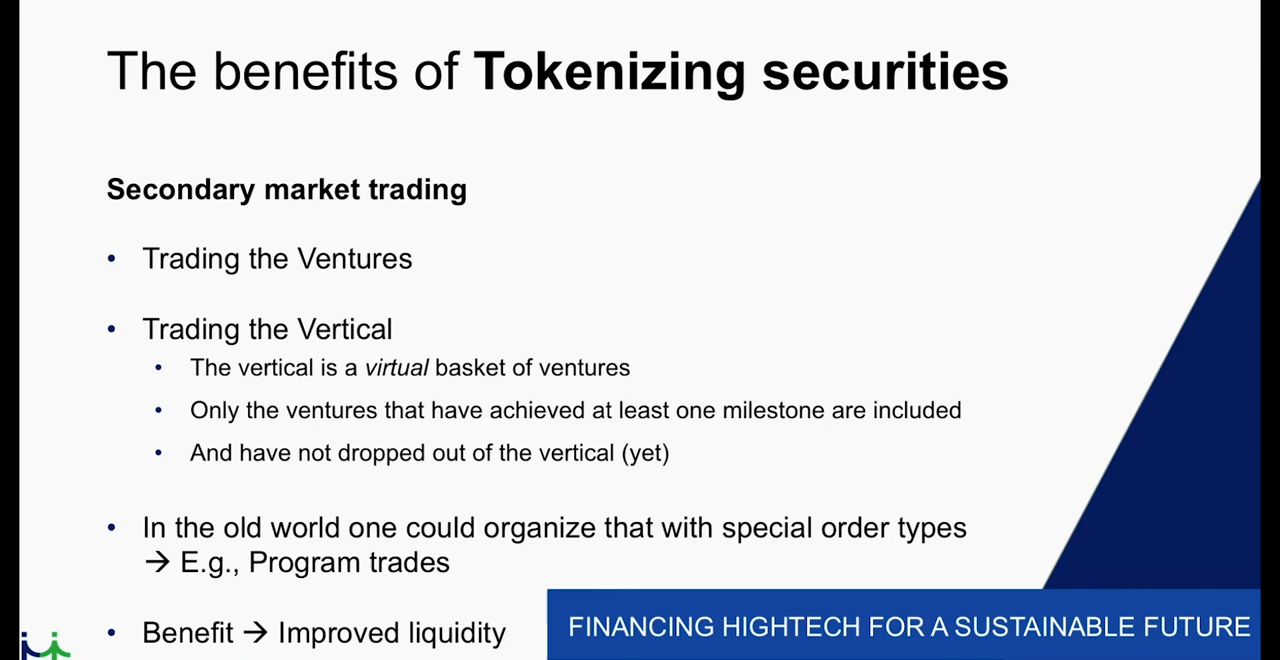 The benefits of Tokenizing securities
Secondary market trading
• Trading the Ventures
• Trading the Vertical
• The vertical is a virtual basket of ventures
• Only the ventures that have achieved at least one milestone are included
• And have not dropped out of the vertical (yet)
• In the old world one could organize that with special order types
→ E.g., Program trades
• Benefit → Improved liquidity
FINANCING HIGHTECH FOR A SUSTAINABLE FUTURE